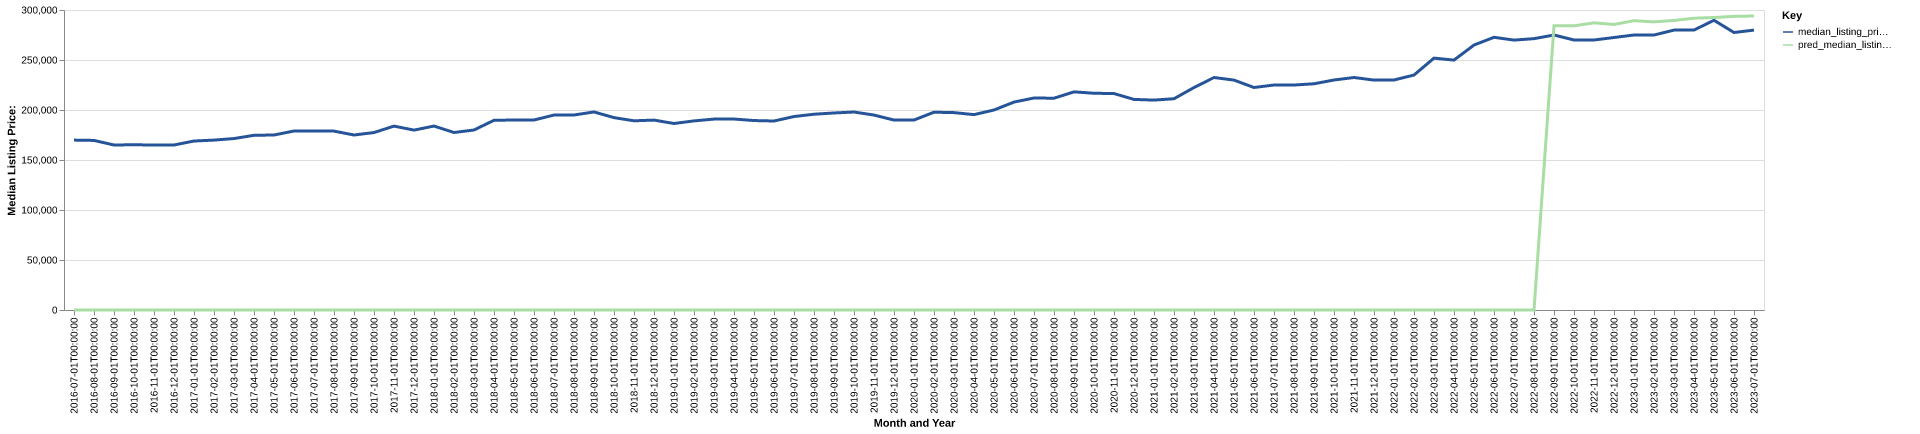 300,000
250,000
200,000
150,000
100,000
50,000
0
Median Listing Price:
2016-07-01T00:00:00
2016-08-01T00:00:00
2016-09-01T00:00:00
2016-10-01T00:00:00
2016-11-01T00:00:00
2016-12-01T00:00:00
2017-01-01T00:00:00
2017-02-01T00:00:00
2017-03-01T00:00:00
2017-04-01T00:00:00
2017-05-01T00:00:00
2017-06-01T00:00:00
2017-07-01T00:00:00
2017-08-01T00:00:00
2017-09-01T00:00:00
2017-10-01T00:00:00
2017-11-01T00:00:00
2017-12-01T00:00:00
2018-01-01T00:00:00
2018-02-01T00:00:00
2018-03-01T00:00:00
2018-04-01T00:00:00
2018-05-01T00:00:00
2018-06-01T00:00:00
2018-07-01T00:00:00
2018-08-01T00:00:00
2018-09-01T00:00:00
2018-10-01T00:00:00
2018-11-01T00:00:00
2018-12-01T00:00:00
2019-01-01T00:00:00
2019-02-01T00:00:00
2019-03-01T00:00:00
2019-04-01T00:00:00
2019-05-01T00:00:00
2019-06-01T00:00:00
2019-07-01T00:00:00
2019-08-01T00:00:00
2019-09-01T00:00:00
2019-10-01T00:00:00
2019-11-01T00:00:00
2019-12-01T00:00:00
2020-01-01T00:00:00
2020-02-01T00:00:00
2020-03-01T00:00:00
2020-04-01T00:00:00
2020-05-01T00:00:00
2020-06-01T00:00:00
2020-07-01T00:00:00
2020-08-01T00:00:00
2020-09-01T00:00:00
2020-10-01T00:00:00
2020-11-01T00:00:00
2020-12-01T00:00:00
2021-01-01T00:00:00
2021-02-01T00:00:00
2021-03-01T00:00:00
2021-04-01T00:00:00
2021-05-01T00:00:00
2021-06-01T00:00:00
2021-07-01T00:00:00
2021-08-01T00:00:00
2021-09-01T00:00:00
2021-10-01T00:00:00
2021-11-01T00:00:00
2021-12-01T00:00:00
2022-01-01T00:00:00
2022-02-01T00:00:00
2022-03-01T00:00:00
2022-04-01T00:00:00
2022-05-01T00:00:00
2022-06-01T00:00:00
2022-07-01T00:00:00
2022-08-01T00:00:00
2022-09-01T00:00:00
2022-10-01T00:00:00
2022-11-01T00:00:00
2022-12-01T00:00:00
2023-01-01T00:00:00
2023-02-01T00:00:00
2023-03-01T00:00:00
2023-04-01T00:00:00
2023-05-01T00:00:00
2023-06-01T00:00:00
2023-07-01T00:00:00
Month and Year
Key
median_listing_pri…
pred_median_listin…